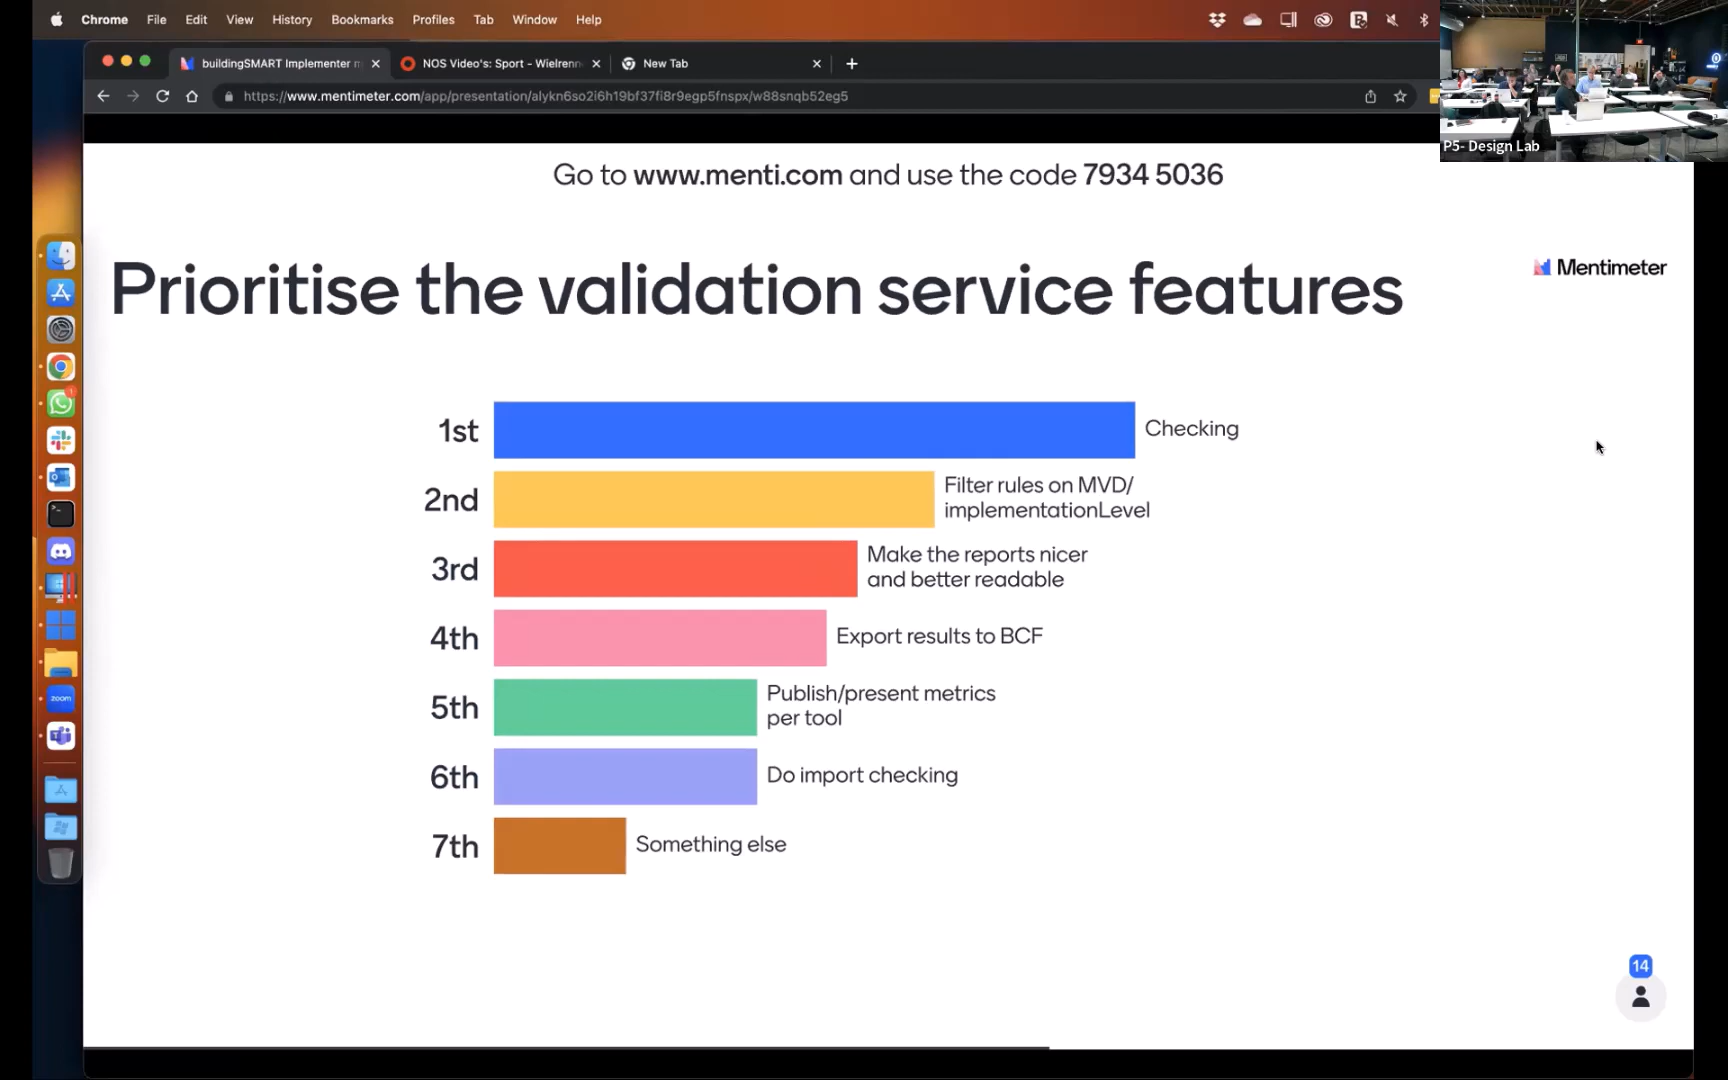 Chrome File Edit View History Bookmarks Profiles Tab Window Help
buildingSMART Implementer m
NOS Video's: Sport - Wielrenn
New Tab
https://www.mentimeter.com/app/presentation/alykn6so2i6h19bf37fi8r9egp5fnspx/w88snqb52eg5
P5- Design Lab
Go to www.menti.com and use the code 7934 5036
Prioritise the validation service features
Mentimeter
1st
Checking
2nd
Filter rules on MVD/
implementationLevel
3rd
Make the reports nicer
and better readable
4th
Export results to BCF
5th
Publish/present metrics
per tool
6th
Do import checking
7th
Something else
zoom
14